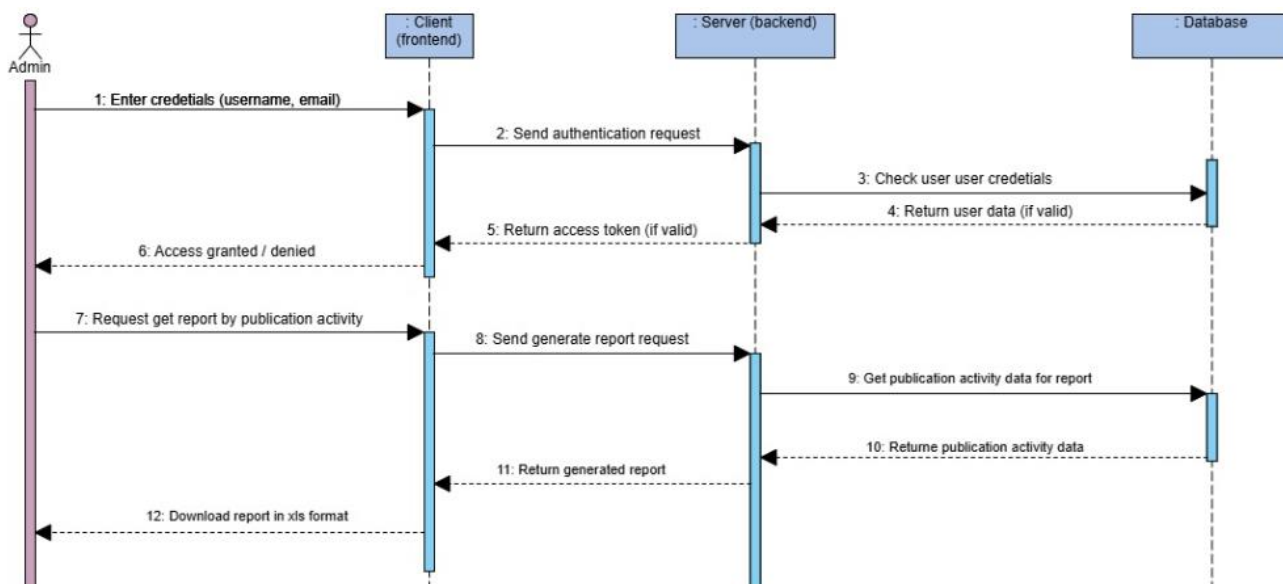 : Client
(frontend)
: Server (backend)
: Database
Admin
1: Enter credetials (username, email)
2: Send authentication request
3: Check user user credetials
4: Return user data (if valid)
5: Return access token (if valid)
6: Access granted / denied
7: Request get report by publication activity
8: Send generate report request
9: Get publication activity data for report
10: Returne publication activity data
11: Return generated report
12: Download report in xls format